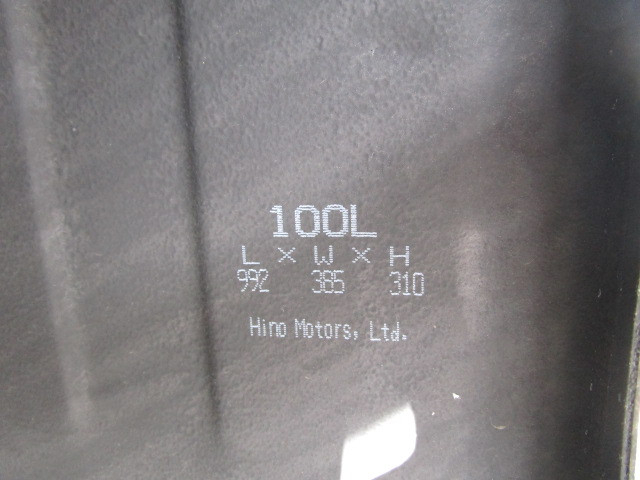 100L
L × W × H
992 385 310
Hino Motors, Ltd.